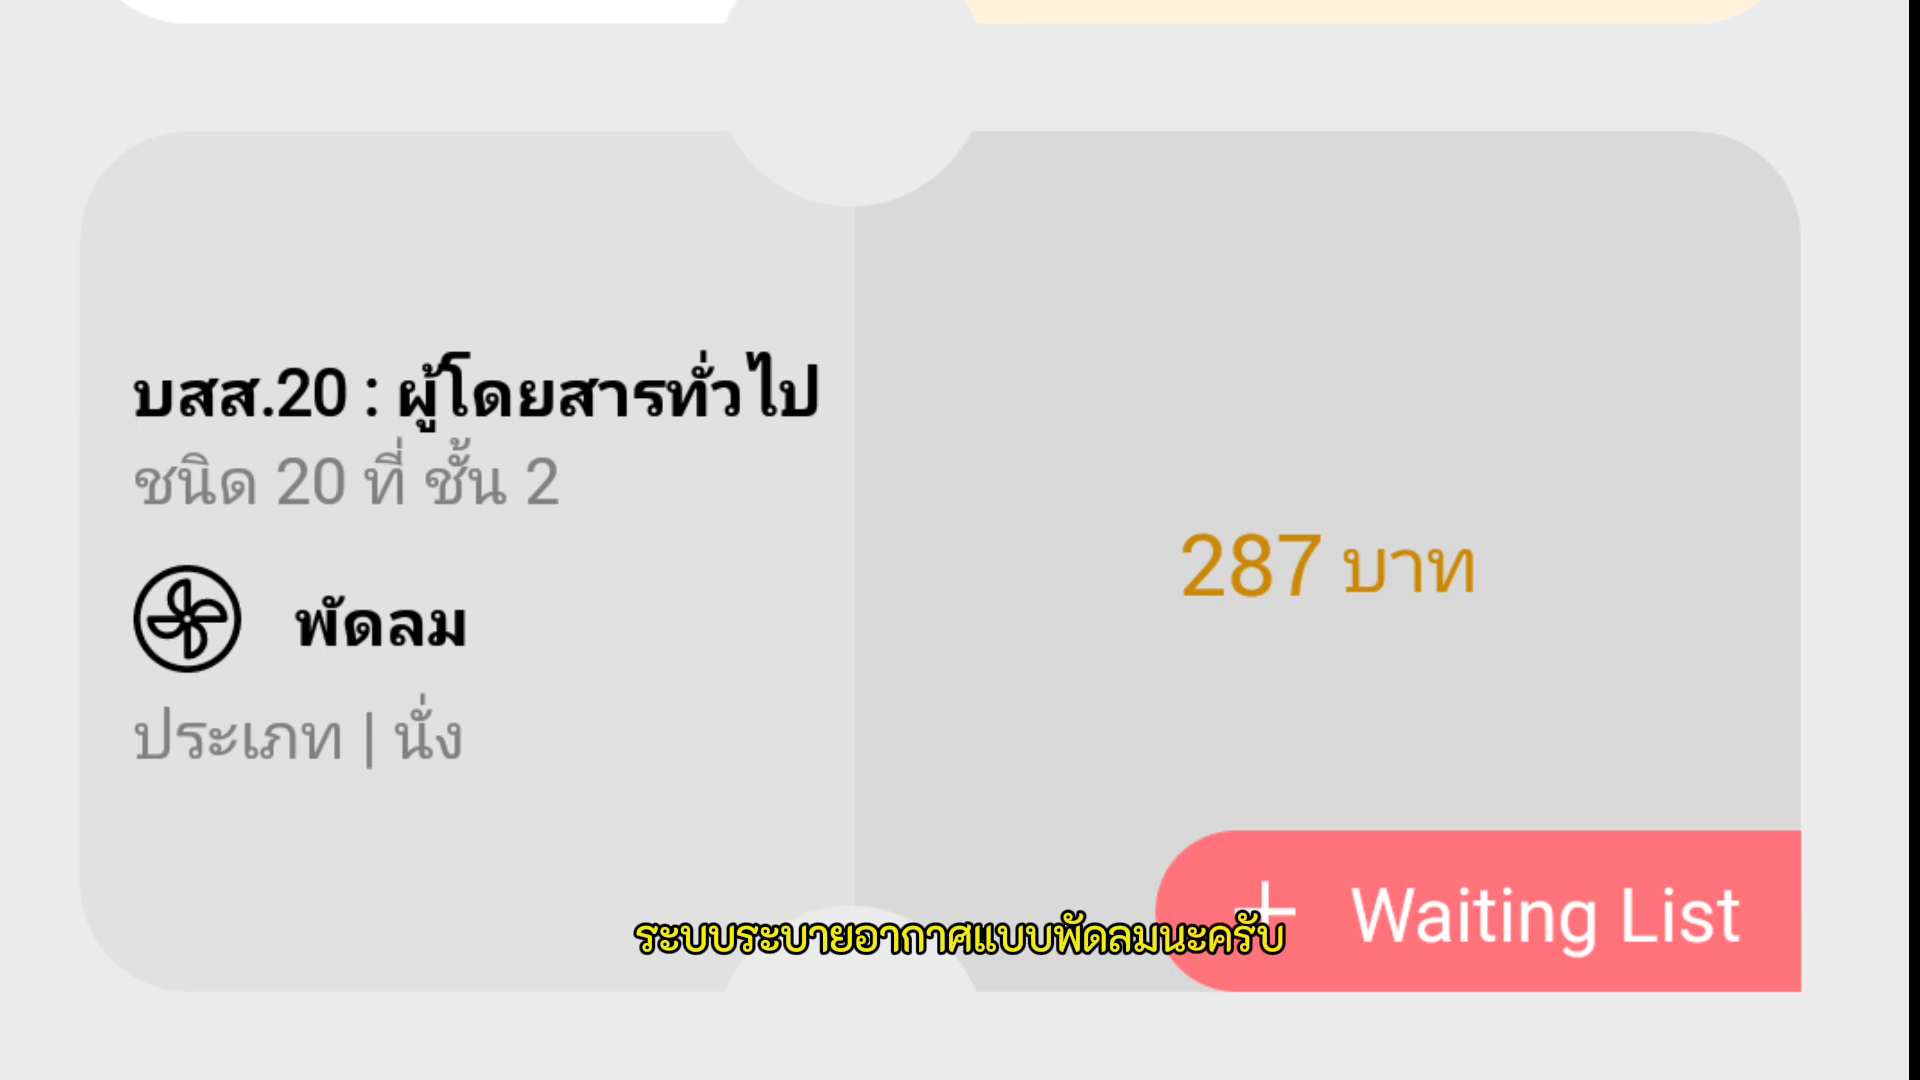 บสส.20 : ผู้โดยสารทั่วไป
ชนิด 20 ที่ ชั้น 2
พัดลม
ประเภท | นั่ง
287 บาท
+ Waiting List
ระบบระบายอากาศแบบพัดลมนะครับ